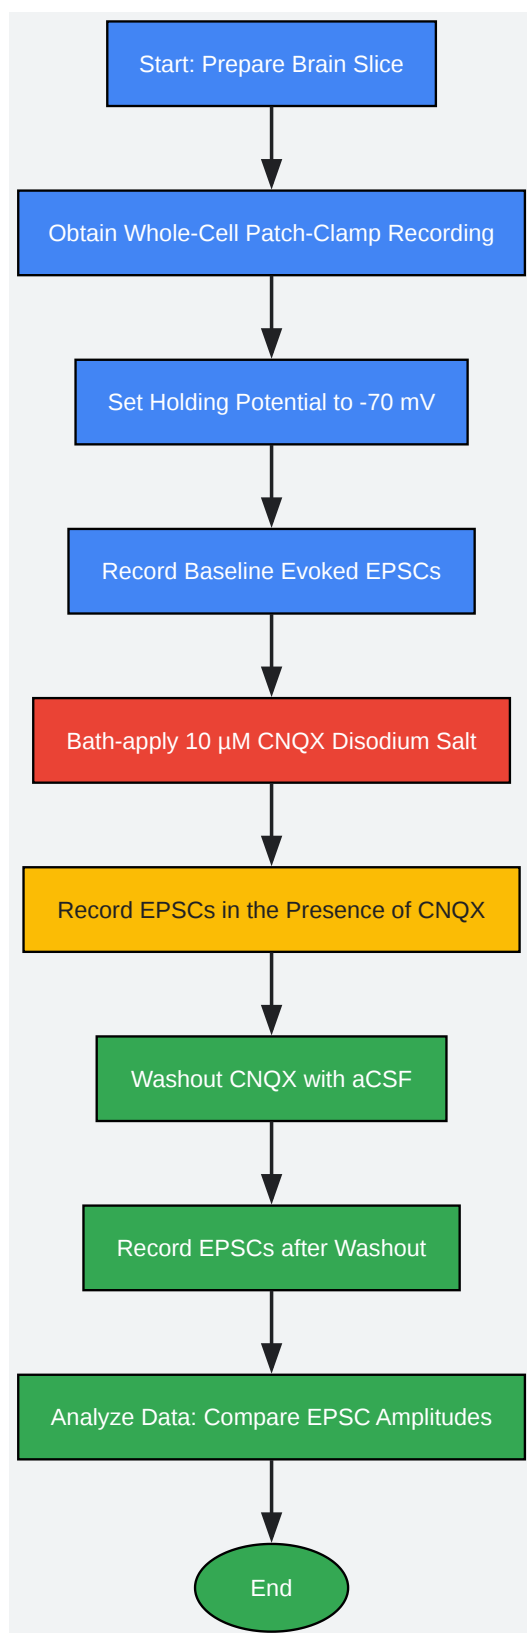 Start: Prepare Brain Slice
Obtain Whole-Cell Patch-Clamp Recording
Set Holding Potential to -70 mV
Record Baseline Evoked EPSCs
Bath-apply 10 µM CNQX Disodium Salt
Record EPSCs in the Presence of CNQX
Washout CNQX with aCSF
Record EPSCs after Washout
Analyze Data: Compare EPSC Amplitudes
End